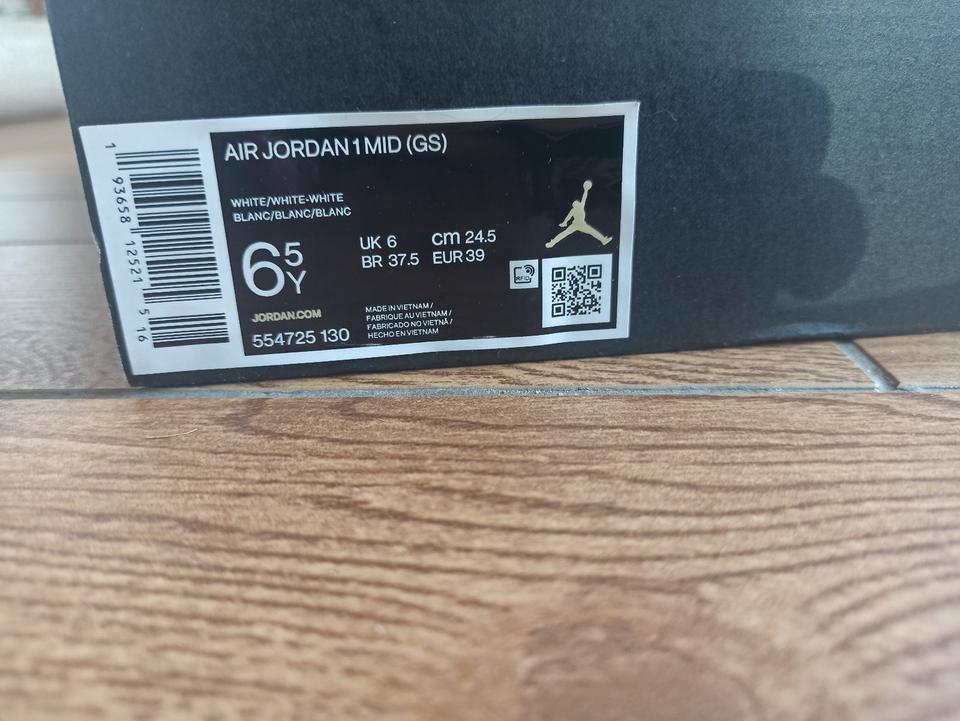 AIR JORDAN 1 MID (GS)
WHITE/WHITE-WHITE
BLANC/BLANC/BLANC
6 5 Y
UK 6 cm 24.5
BR 37.5 EUR 39
RFID
JORDAN.COM
554725 130
MADE IN VIETNAM /
FABRIQUE AU VIETNAM /
FABRICADO NO VIETNÃ /
HECHO EN VIETNAM
1 93658 12521 5 16